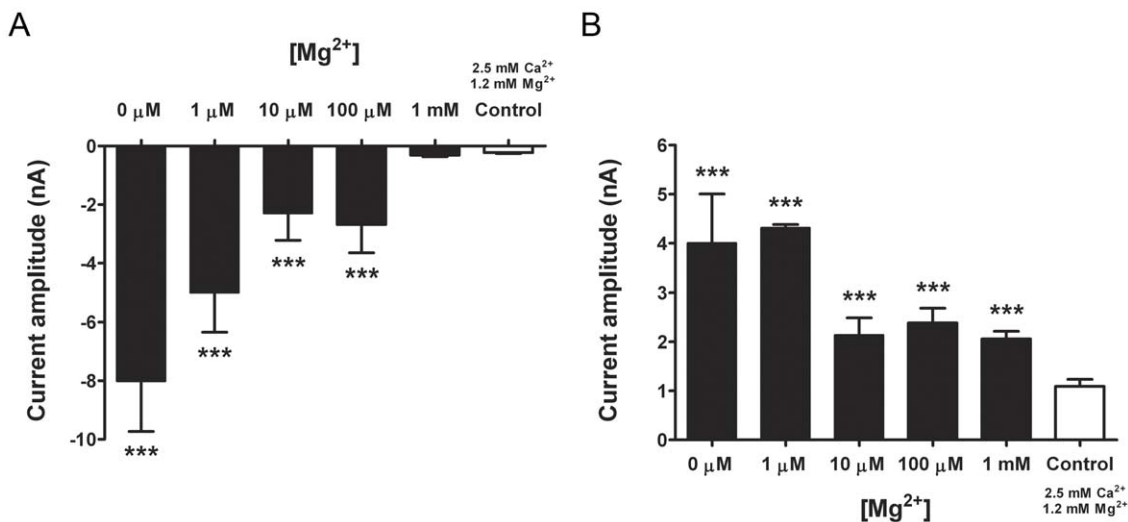 A
[Mg²⁺]
2.5 mM Ca²⁺
1.2 mM Mg²⁺
0 μM 1 μM 10 μM 100 μM 1 mM Control
Current amplitude (nA)
0
-2
-4
-6
-8
-10
***
***
***
***
B
Current amplitude (nA)
6
5
4
3
2
1
0
***
***
***
***
***
0 μM 1 μM 10 μM 100 μM 1 mM Control
2.5 mM Ca²⁺
1.2 mM Mg²⁺
[Mg²⁺]